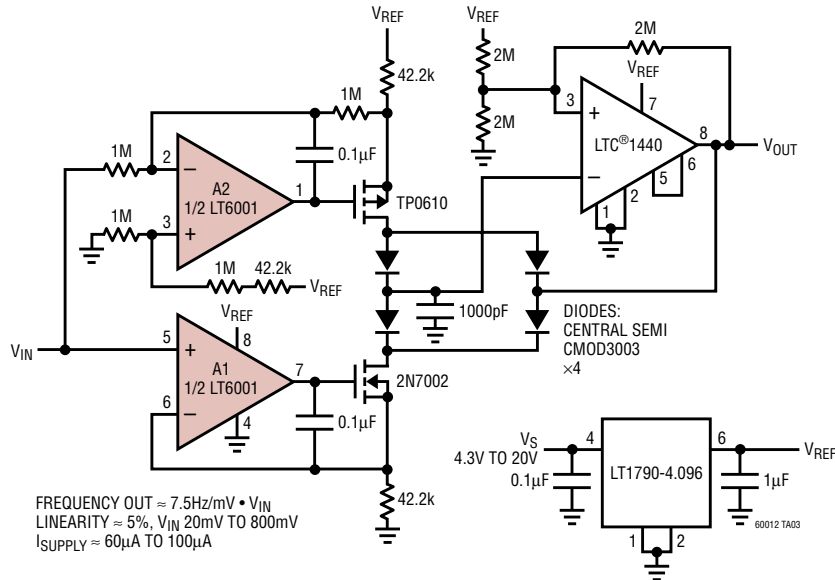 VREF
42.2k
1M
0.1µF
1M
2
−
A2
1/2 LT6001
1
TP0610
1M
3
+
1M
42.2k
VREF
VREF
VIN
5
+
8
A1
1/2 LT6001
7
2N7002
6
−
4
0.1µF
42.2k
1000pF
VREF
2M
2M
2M
VREF
3
+
7
LTC®1440
8
VOUT
−
5
6
1
2
DIODES:
CENTRAL SEMI
CMOD3003
×4
VS
4.3V TO 20V
4
6
VREF
LT1790-4.096
0.1µF
1µF
1
2
60012 TA03
FREQUENCY OUT ≈ 7.5Hz/mV • VIN
LINEARITY ≈ 5%, VIN 20mV TO 800mV
ISUPPLY ≈ 60µA TO 100µA